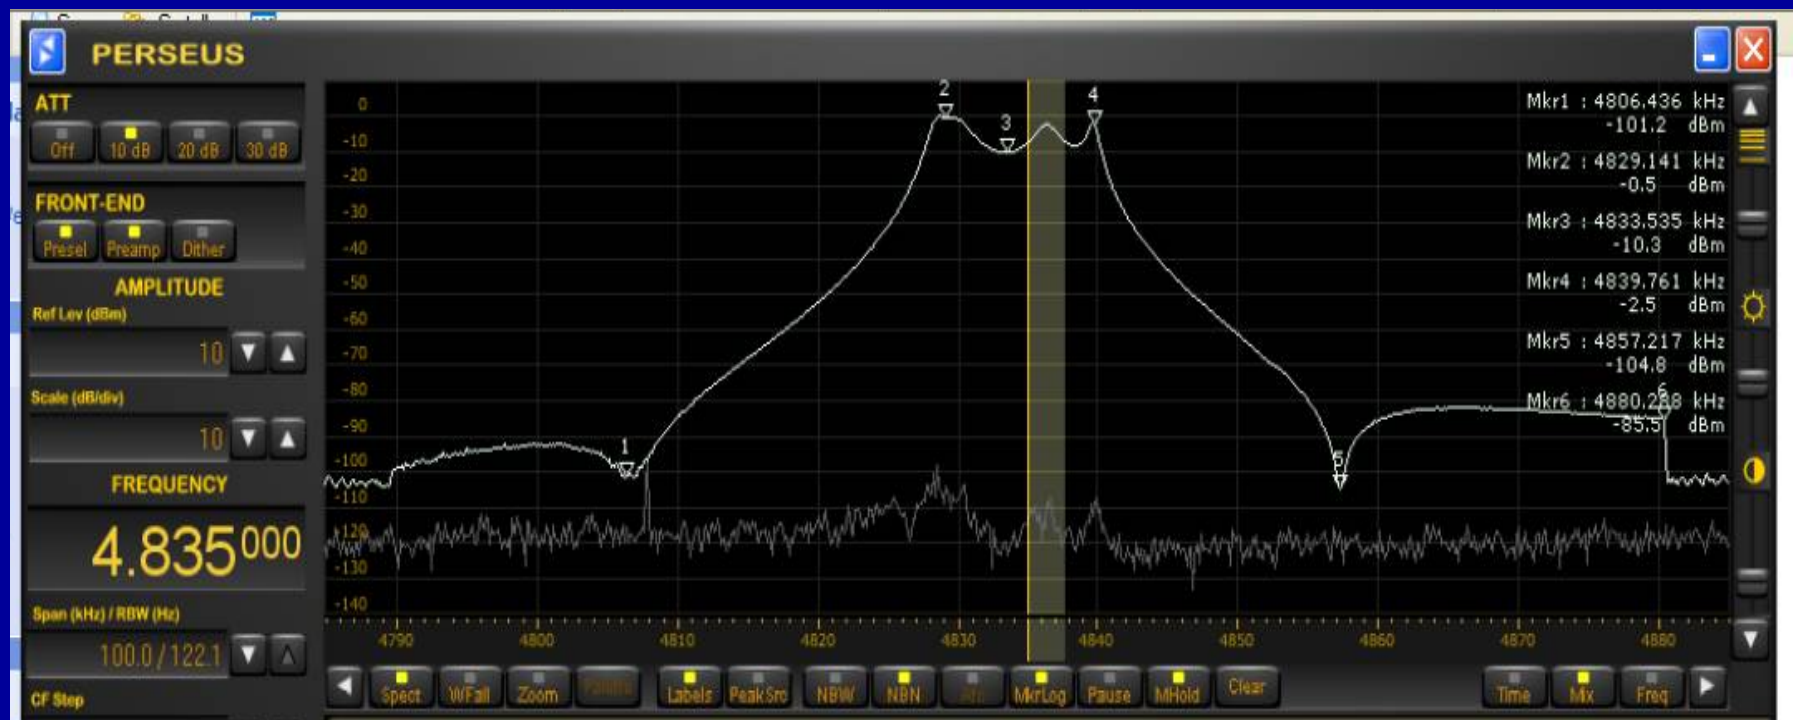 PERSEUS
ATT
Off 10 dB 20 dB 30 dB
FRONT-END
Presel Preamp Dither
AMPLITUDE
Ref Lev (dBm)
10
Scale (dB/div)
10
FREQUENCY
4.835000
Span (kHz) / RBW (Hz)
100.0 / 122.1
CF Step
0
-10
-20
-30
-40
-50
-60
-70
-80
-90
-100
-110
-120
-130
-140
1
2
3
4
5
6
Mkr1 : 4806.436 kHz
-101.2 dBm
Mkr2 : 4829.141 kHz
-0.5 dBm
Mkr3 : 4833.535 kHz
-10.3 dBm
Mkr4 : 4839.761 kHz
-2.5 dBm
Mkr5 : 4857.217 kHz
-104.8 dBm
Mkr6 : 4880.288 kHz
-85.5 dBm
4790 4800 4810 4820 4830 4840 4850 4860 4870 4880
Spect WFall Zoom Labels PeakSrc NBW NBN MkrLog Pause MHold Clear Time Mix Freq